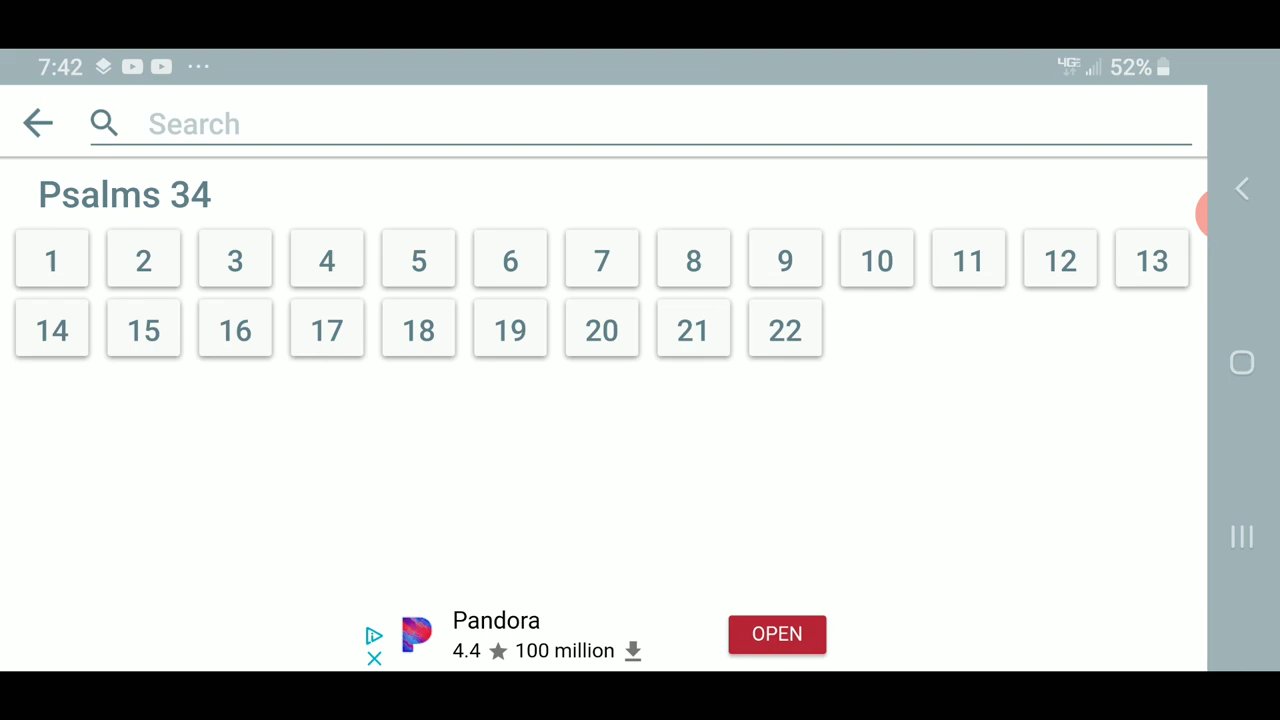 7:42 ... 4GE 52%
Search
Psalms 34
1 2 3 4 5 6 7 8 9 10 11 12 13
14 15 16 17 18 19 20 21 22
Pandora
4.4 ★ 100 million
OPEN